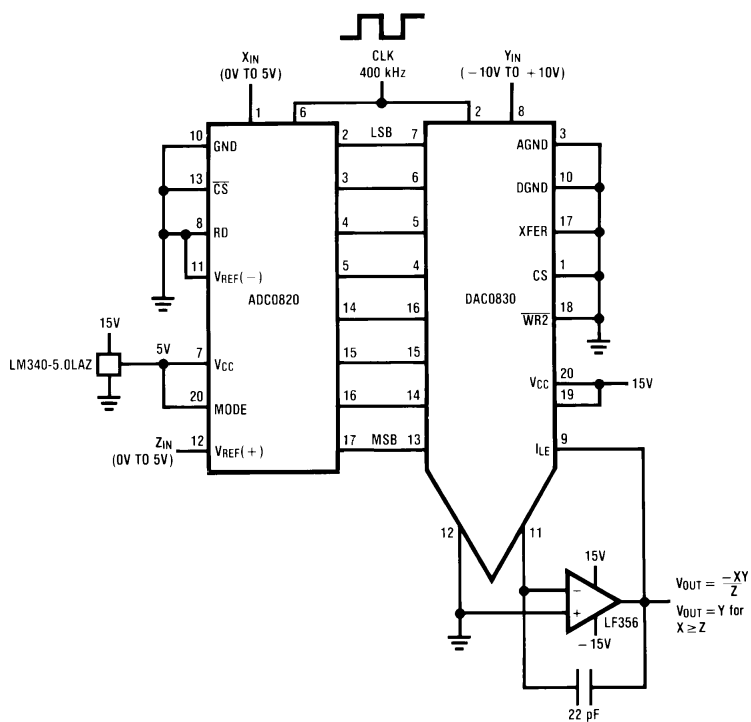 XIN
(0V TO 5V)
CLK
400 kHz
YIN
(−10V TO +10V)
1
6
2
8
10 GND
13 C̅S̅
8 RD
11 VREF(−)
ADC0820
15V
LM340-5.0LAZ
5V
7 VCC
20 MODE
ZIN
(0V TO 5V)
12 VREF(+)
2 LSB 7
3 6
4 5
5 4
14 16
15 15
16 14
17 MSB 13
DAC0830
AGND 3
DGND 10
XFER 17
CS 1
W̅R̅2̅ 18
VCC 20
19
15V
ILE 9
12
11
15V
−
+
LF356
−15V
VOUT = −XY/Z
VOUT = Y for
X ≥ Z
22 pF